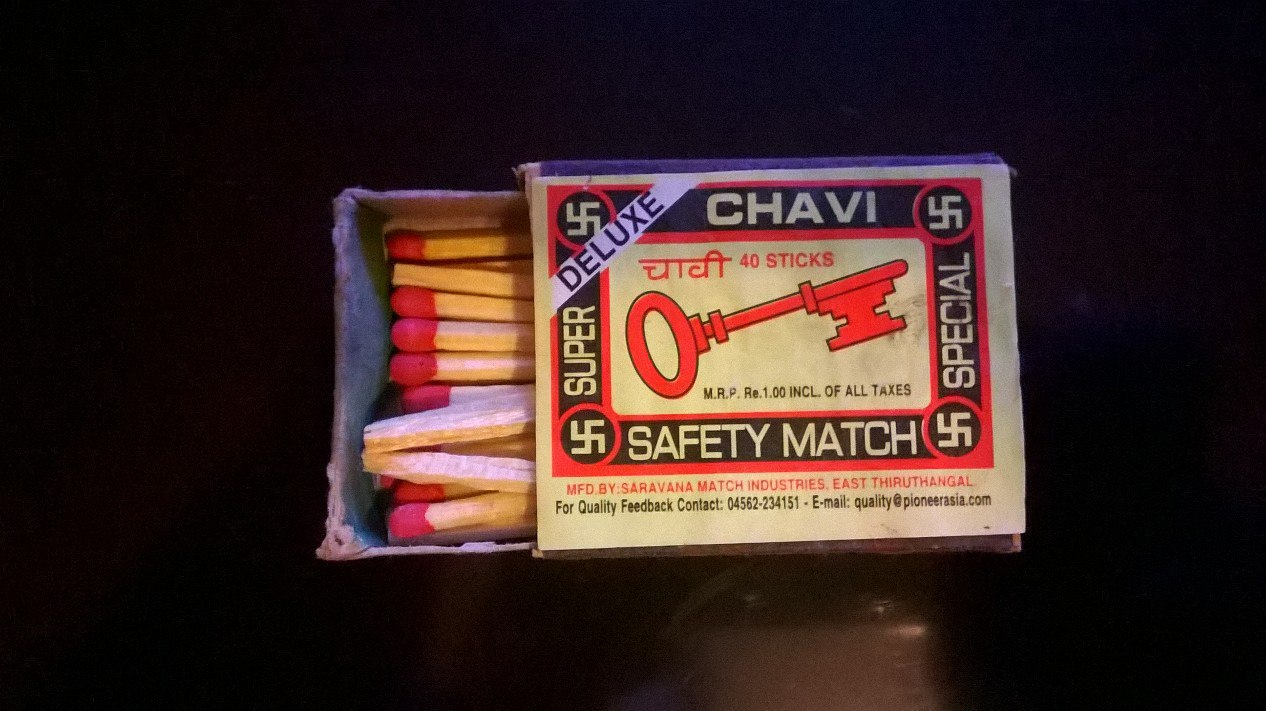 DELUXE
CHAVI
चावी 40 STICKS
SUPER
SPECIAL
M.R.P. Re.1.00 INCL. OF ALL TAXES
SAFETY MATCH
MFD.BY:SARAVANA MATCH INDUSTRIES, EAST THIRUTHANGAL.
For Quality Feedback Contact: 04562-234151 - E-mail: quality@pioneerasia.com